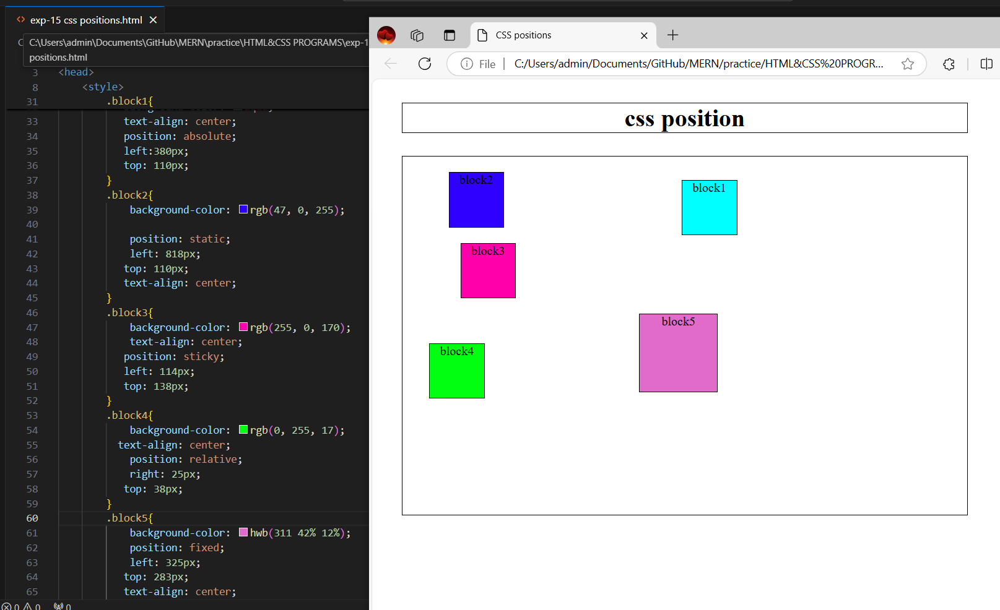 exp-15 css positions.html
C
C:\Users\admin\Documents\GitHub\MERN\practice\HTML&CSS PROGRAMS\exp-1
positions.html
3 <head>
8 <style>
31 .block1{
33 text-align: center;
34 position: absolute;
35 left:380px;
36 top: 110px;
37 }
38 .block2{
39 background-color: rgb(47, 0, 255);
40
41 position: static;
42 left: 818px;
43 top: 110px;
44 text-align: center;
45 }
46 .block3{
47 background-color: rgb(255, 0, 170);
48 text-align: center;
49 position: sticky;
50 left: 114px;
51 top: 138px;
52 }
53 .block4{
54 background-color: rgb(0, 255, 17);
55 text-align: center;
56 position: relative;
57 right: 25px;
58 top: 38px;
59 }
60 .block5{
61 background-color: hwb(311 42% 12%);
62 position: fixed;
63 left: 325px;
64 top: 283px;
65 text-align: center;
0 0 0
CSS positions
File C:/Users/admin/Documents/GitHub/MERN/practice/HTML&CSS%20PROGR...
css position
block2
block1
block3
block5
block4